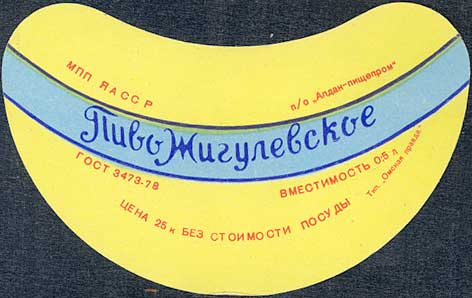 МПП ЯАССР
п/о „Алдан-пищепром"
Пиво Жигулевское
ГОСТ 3473-78
ВМЕСТИМОСТЬ 0.5 л
ЦЕНА 25 к БЕЗ СТОИМОСТИ ПОСУДЫ
Тип. „Омская правда"